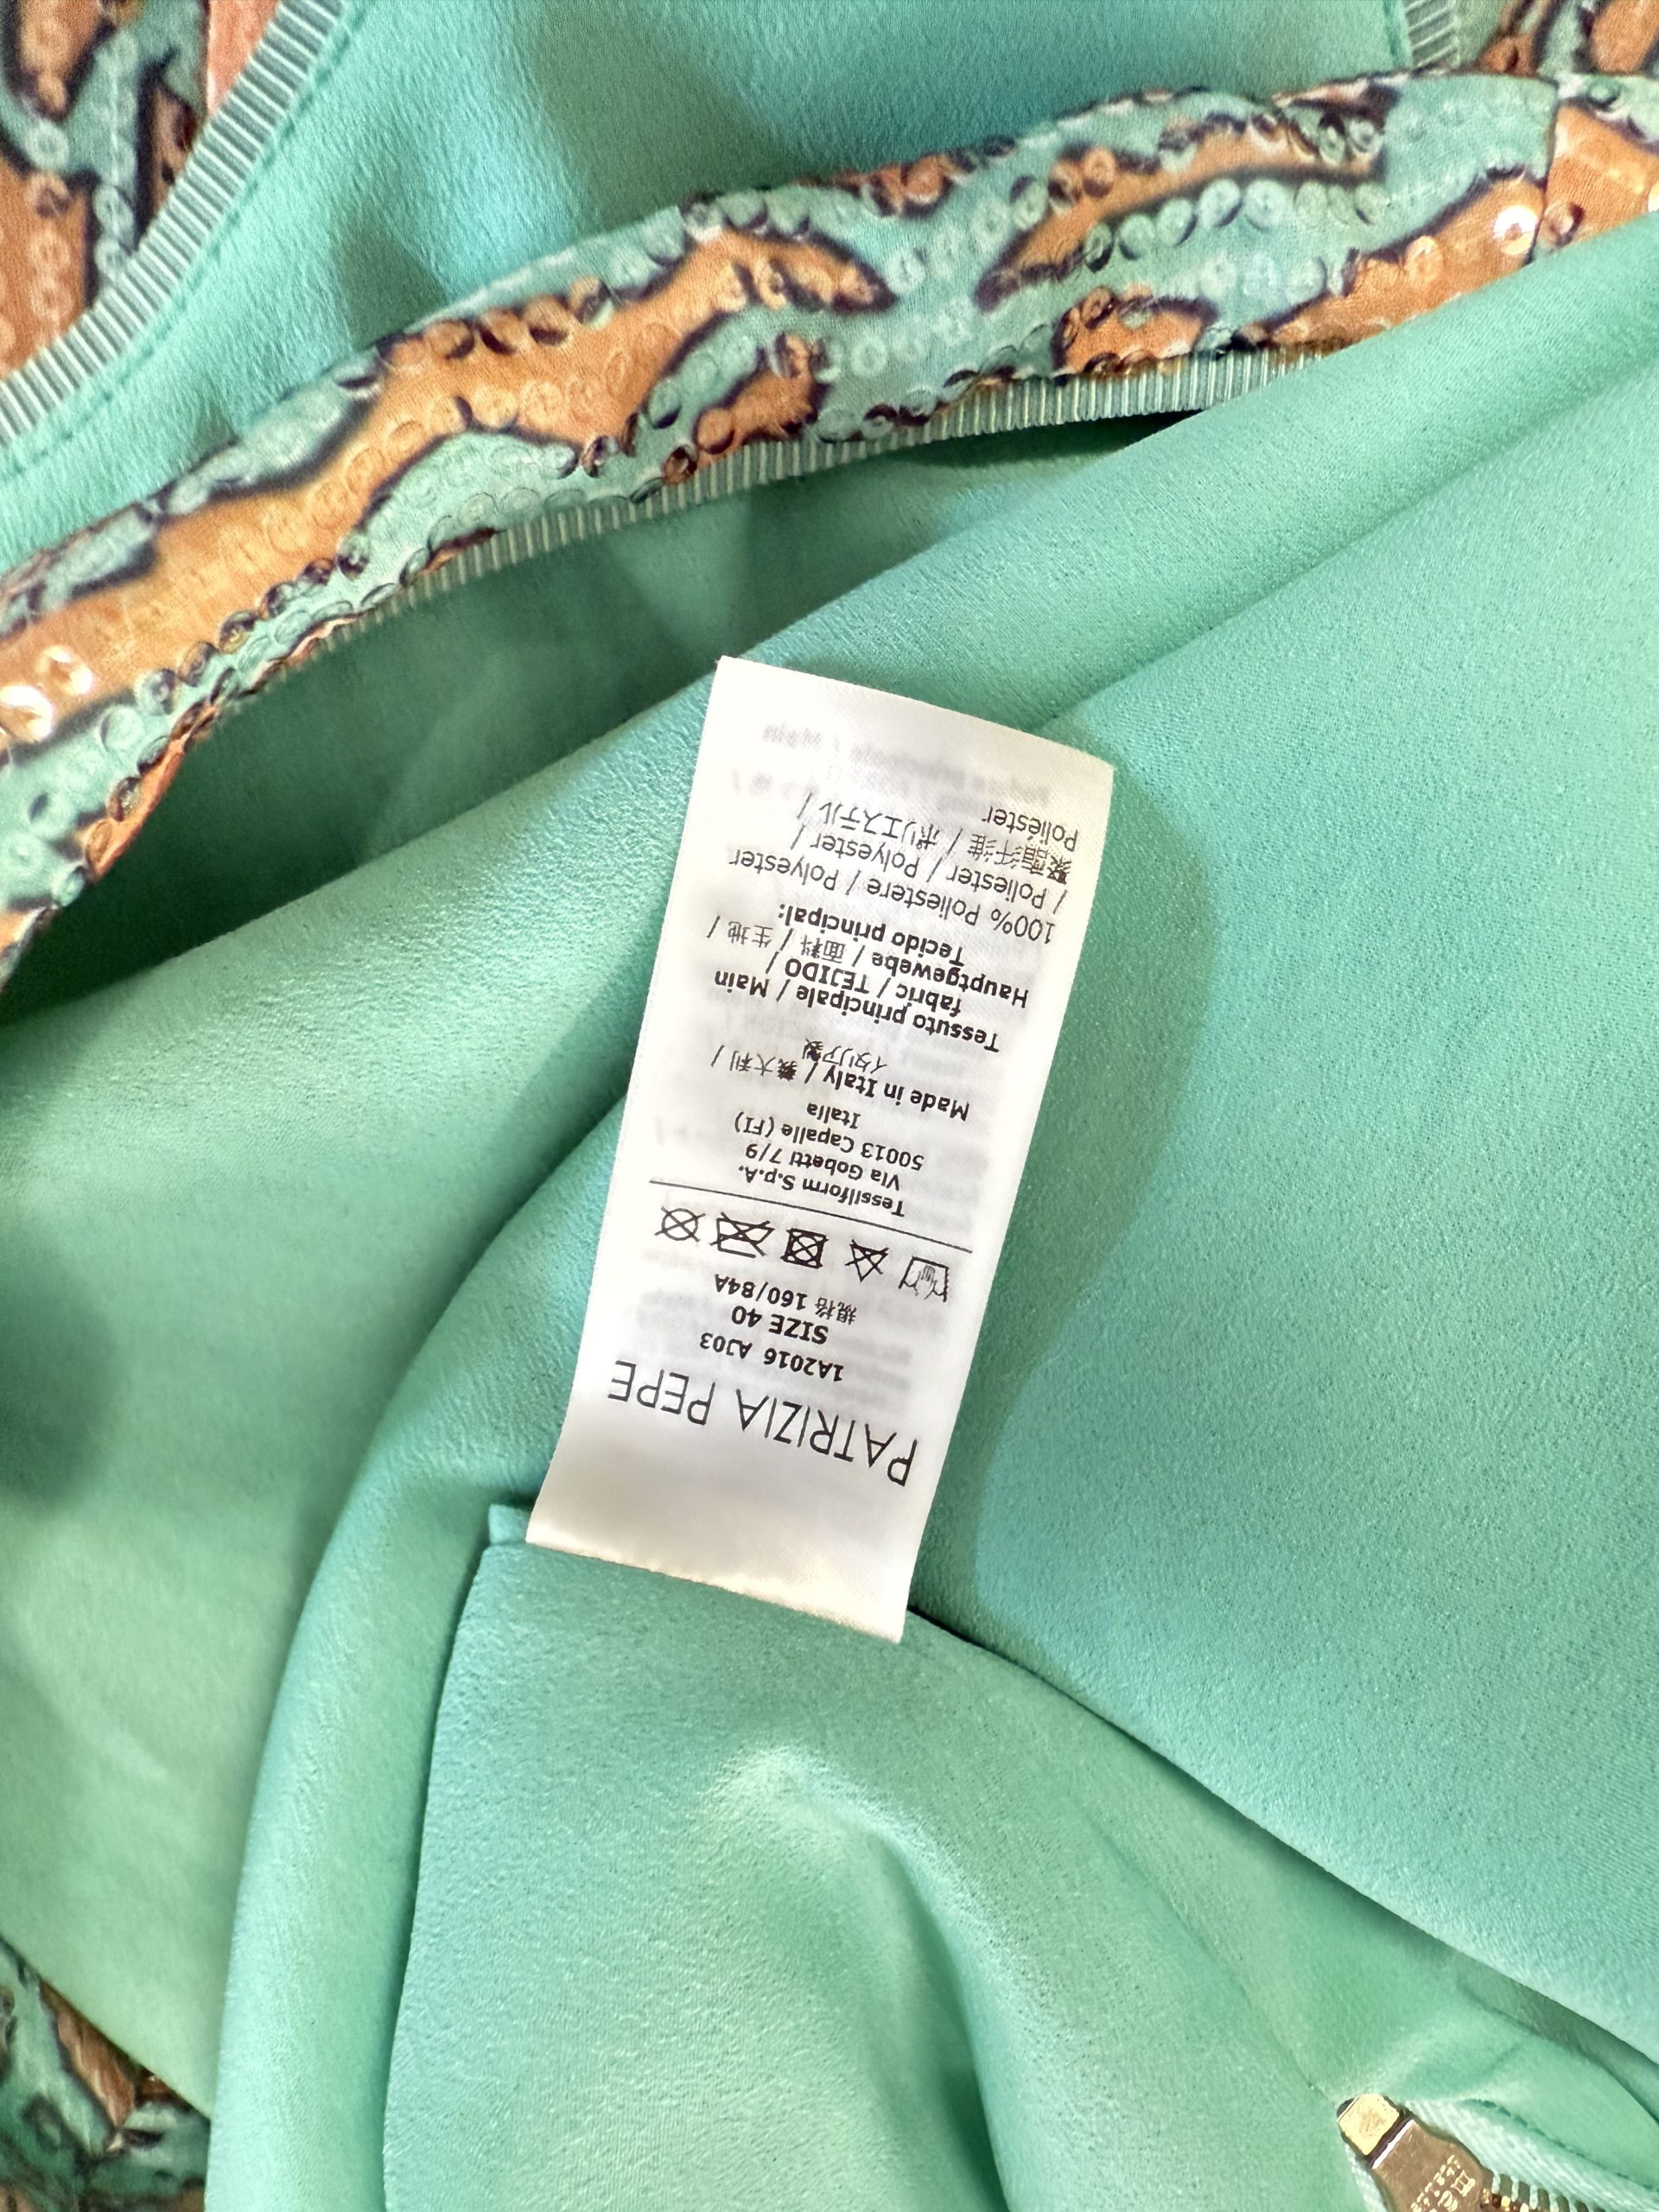 PATRIZIA PEPE
1A2016 AJ03
SIZE 40
規格 160/84A
Tessilform S.p.A.
Via Gobetti 7/9
50013 Capalle (FI)
Italia
Made in Italy / 義大利 /
イタリア製
Tessuto principale / Main
fabric / TEJIDO /
Hauptgewebe / 面料 / 生地 /
Tecido principal:
100% Poliestere / Polyester
/ Poliester / Polyester /
聚酯纤维 / ポリエステル /
Poliéster